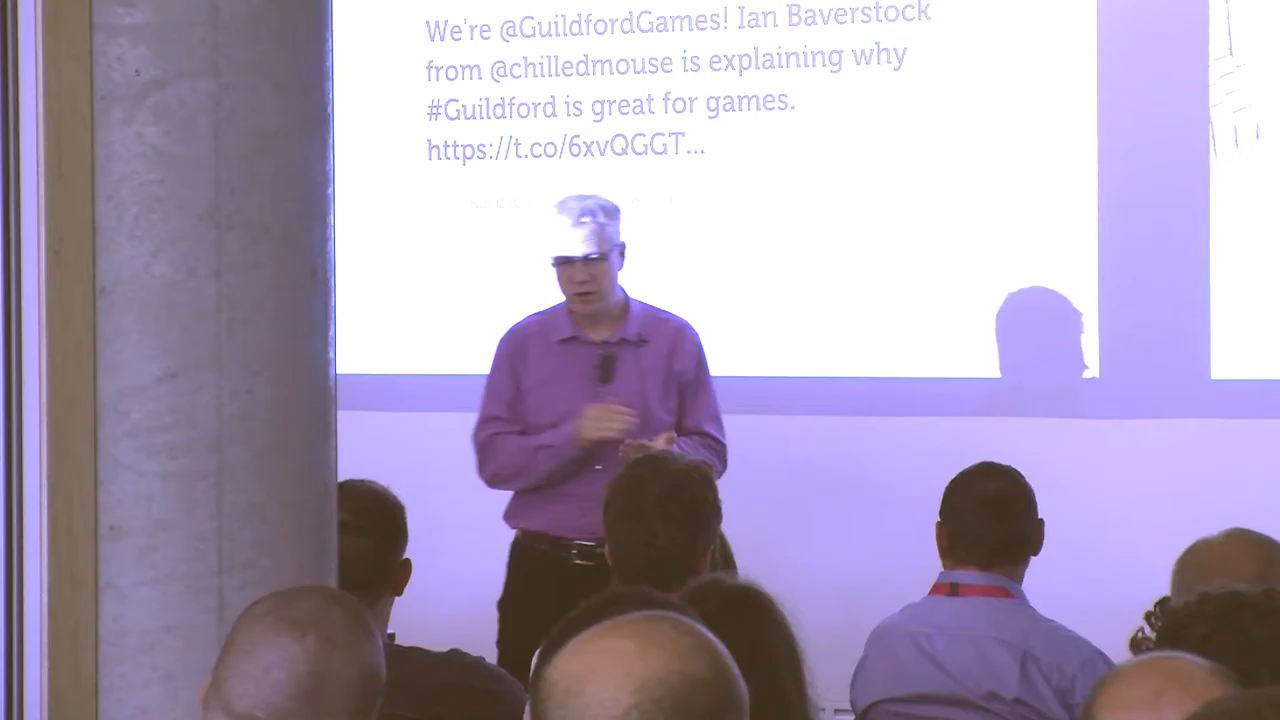 We're @GuildfordGames! Ian Baverstock
from @chilledmouse is explaining why
#Guildford is great for games.
https://t.co/6xvQGGT...